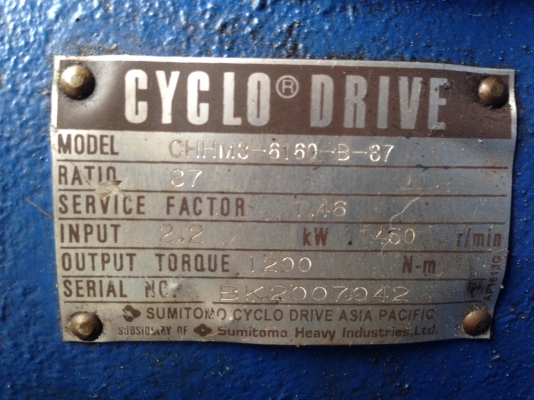 CYCLO® DRIVE
MODEL CHHM3-6160-B-87
RATIO 87
SERVICE FACTOR 1.46
INPUT 2.2 kW 1450 r/min
OUTPUT TORQUE 1200 N-m
SERIAL NO. BK2007042
SUMITOMO CYCLO DRIVE ASIA PACIFIC
SUBSIDIARY OF Sumitomo Heavy Industries, Ltd.